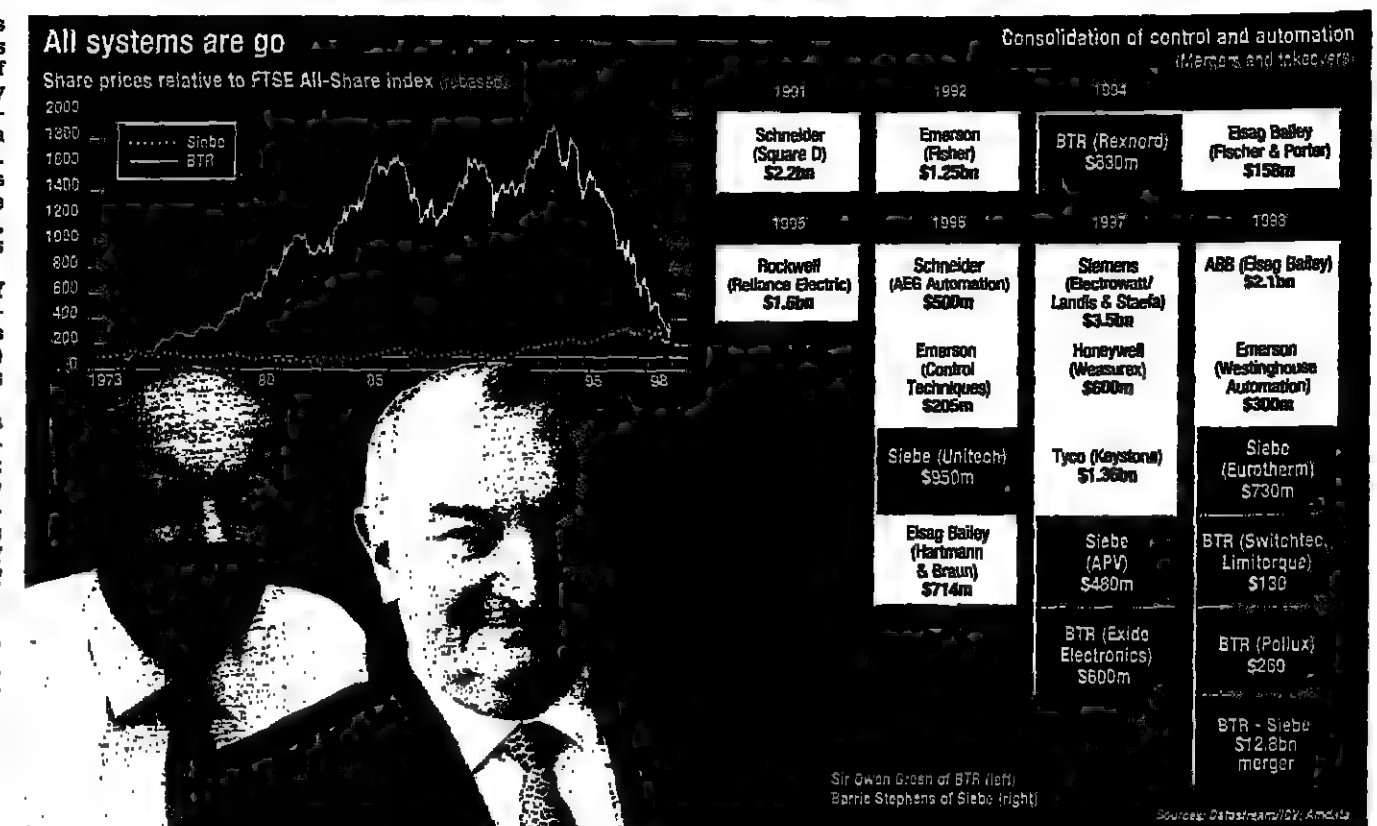 All systems are go
Share prices relative to FTSE All-Share Index (rebased)
2000
1800
1600
1400
1200
1000
800
600
400
200
0
1973
80
85
95
98
Siebe
BTR
Consolidation of control and automation
(Mergers and takeovers)
1991
Schneider
(Square D)
$2.2bn
1992
Emerson
(Fisher)
$1.25bn
1994
BTR (Rexnord)
$830m
Elsag Bailey
(Fischer & Porter)
$158m
1995
Rockwell
(Reliance Electric)
$1.6bn
1996
Schneider
(AEG Automation)
$500m
Emerson
(Control
Techniques)
$205m
Siebe (Unitech)
$950m
Elsag Bailey
(Hartmann
& Braun)
$714m
1997
Siemens
(Electrowatt/
Landis & Staefa)
$3.5bn
Honeywell
(Measurex)
$600m
Tyco (Keystone)
$1.36bn
Siebe
(APV)
$480m
BTR (Exide
Electronics)
$600m
1998
ABB (Elsag Bailey)
$2.1bn
Emerson
(Westinghouse
Automation)
$300m
Siebe
(Eurotherm)
$730m
BTR (Switchtec,
Limitorque)
$130
BTR (Pollux)
$260
BTR - Siebe
$12.8bn
merger
Sir Owen Green of BTR (left)
Barrie Stephens of Siebe (right)
Sources: Datastream/ICV;